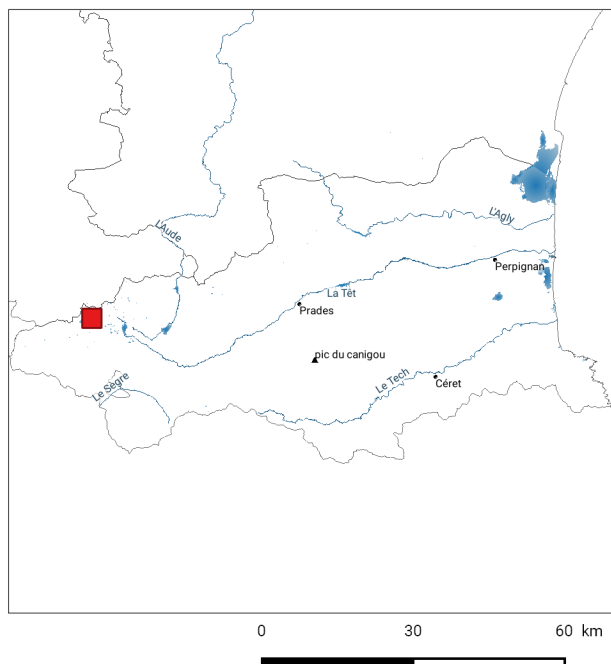 L'Aude
L'Agly
Perpignan
La Têt
Prades
pic du canigou
Le Sègre
Le Tech
Céret
0 30 60 km